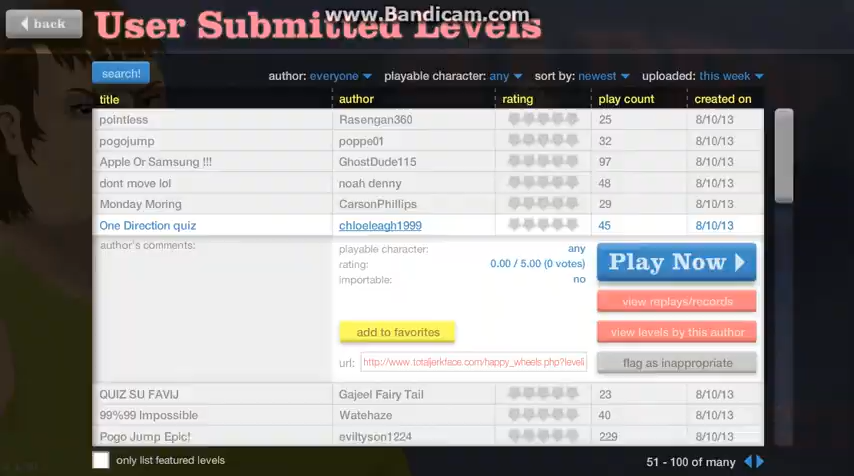 www.Bandicam.com
back
User Submitted Levels
search!
author: everyone playable character: any sort by: newest uploaded: this week
title author rating play count created on
pointless Rasengan360 25 8/10/13
pogojump poppe01 32 8/10/13
Apple Or Samsung !!! GhostDude115 97 8/10/13
dont move lol noah denny 48 8/10/13
Monday Moring CarsonPhillips 29 8/10/13
One Direction quiz chloeleagh1999 45 8/10/13
author's comments:
playable character: any
rating: 0.00 / 5.00 (0 votes)
importable: no
Play Now
view replays/records
add to favorites
view levels by this author
url: http://www.totaljerkface.com/happy_wheels.php?leveli
flag as inappropriate
QUIZ SU FAVIJ Gajeel Fairy Tail 23 8/10/13
99%99 Impossible Watehaze 40 8/10/13
Pogo Jump Epic! eviltyson1224 229 8/10/13
only list featured levels
51 - 100 of many